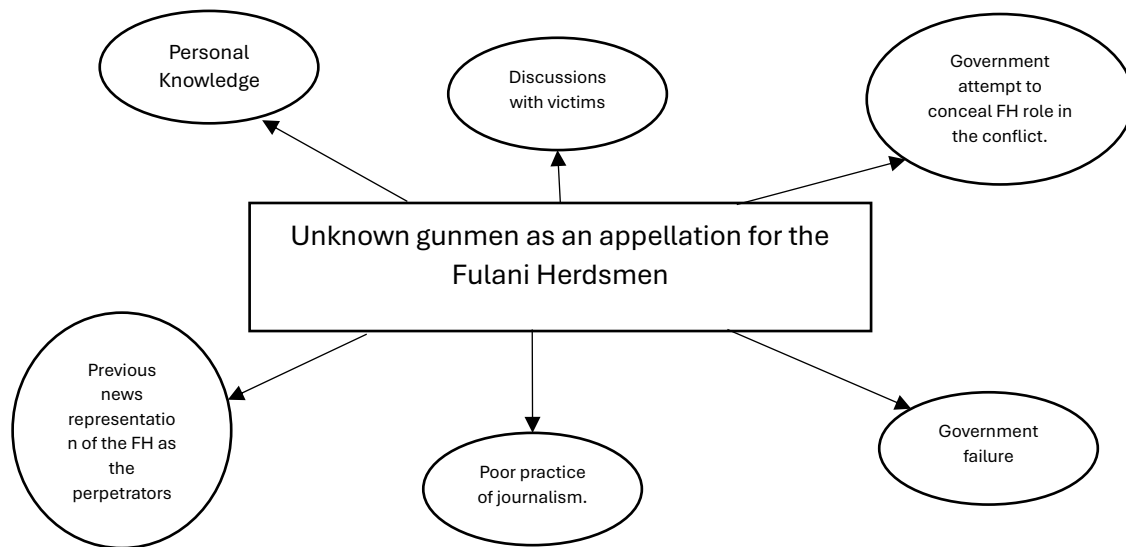 Personal
Knowledge
Discussions
with victims
Government
attempt to
conceal FH role in
the conflict.
Unknown gunmen as an appellation for the
Fulani Herdsmen
Previous
news
representatio
n of the FH as
the
perpetrators
Poor practice
of journalism.
Government
failure